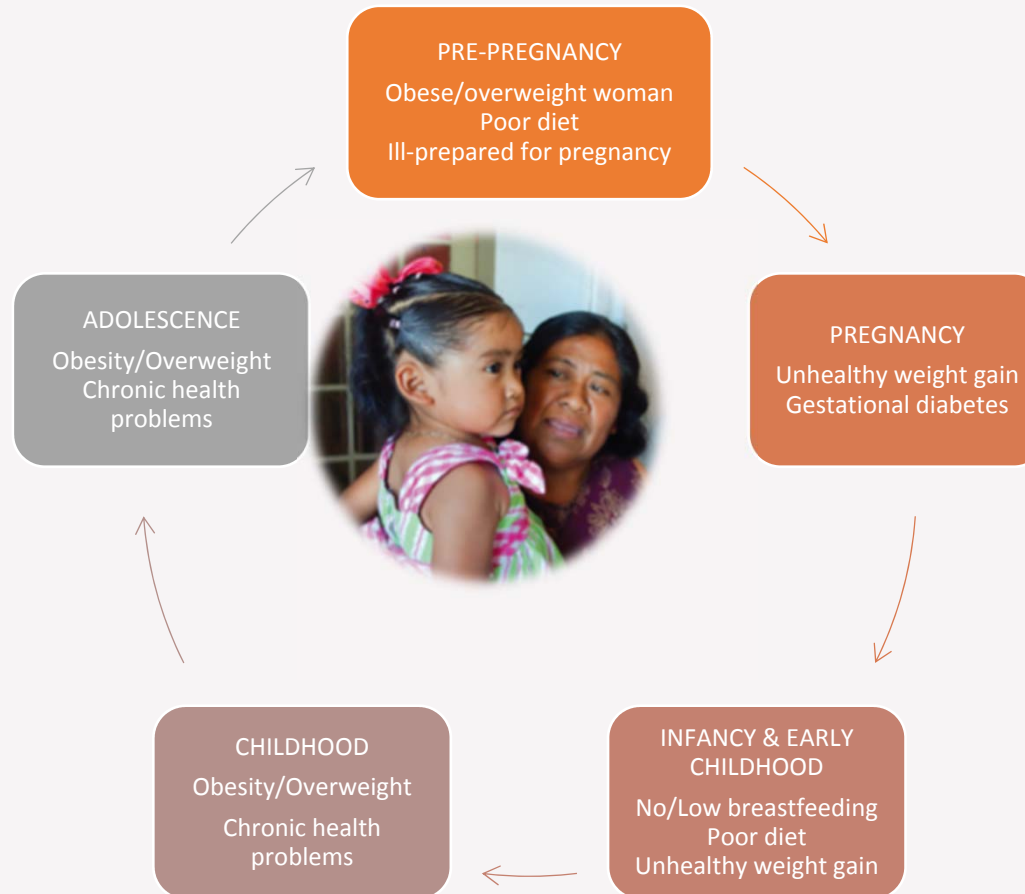 PRE-PREGNANCY
Obese/overweight woman
Poor diet
Ill-prepared for pregnancy
PREGNANCY
Unhealthy weight gain
Gestational diabetes
INFANCY & EARLY
CHILDHOOD
No/Low breastfeeding
Poor diet
Unhealthy weight gain
CHILDHOOD
Obesity/Overweight
Chronic health
problems
ADOLESCENCE
Obesity/Overweight
Chronic health
problems